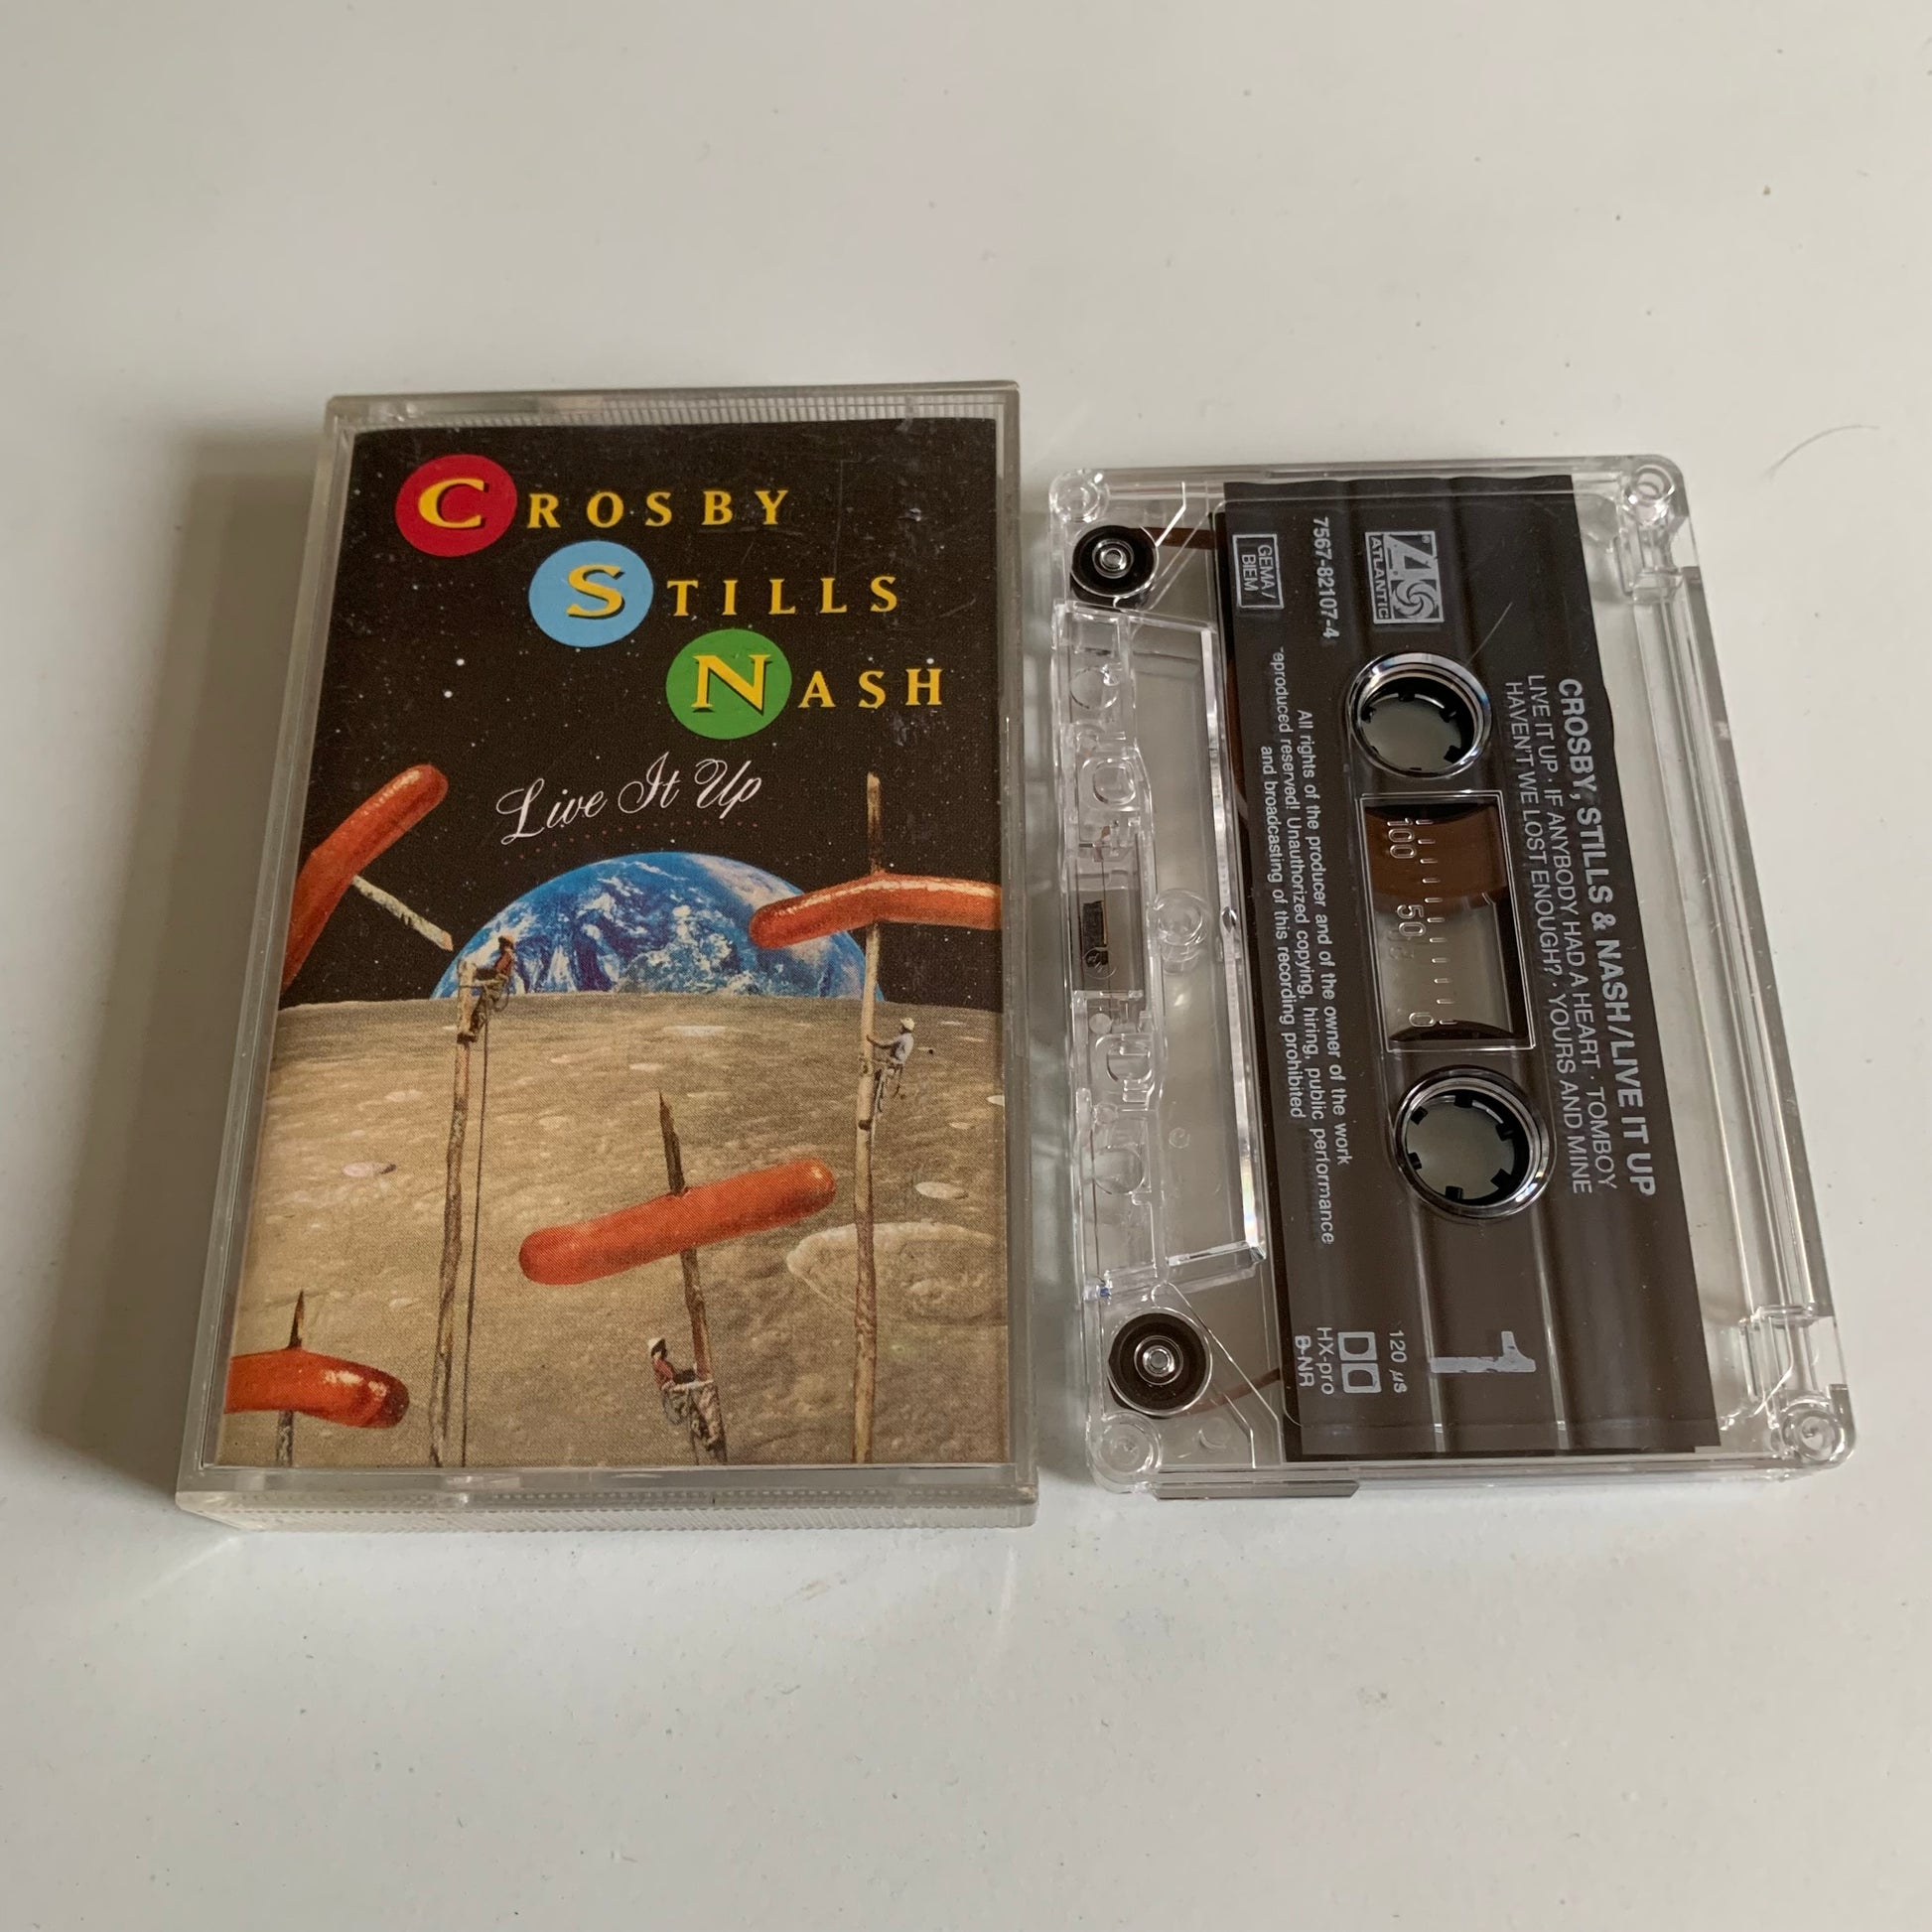 CROSBY
STILLS
NASH
Live It Up
CROSBY, STILLS & NASH/LIVE IT UP
LIVE IT UP · IF ANYBODY HAD A HEART · TOMBOY
HAVEN'T WE LOST ENOUGH? · YOURS AND MINE
ATLANTIC
7567-82107-4
GEMA/
BIEM
100 50 0
1
120 µs
HX-pro
B-NR
All rights of the producer and of the owner of the work
reproduced reserved! Unauthorized copying, hiring, public performance
and broadcasting of this recording prohibited